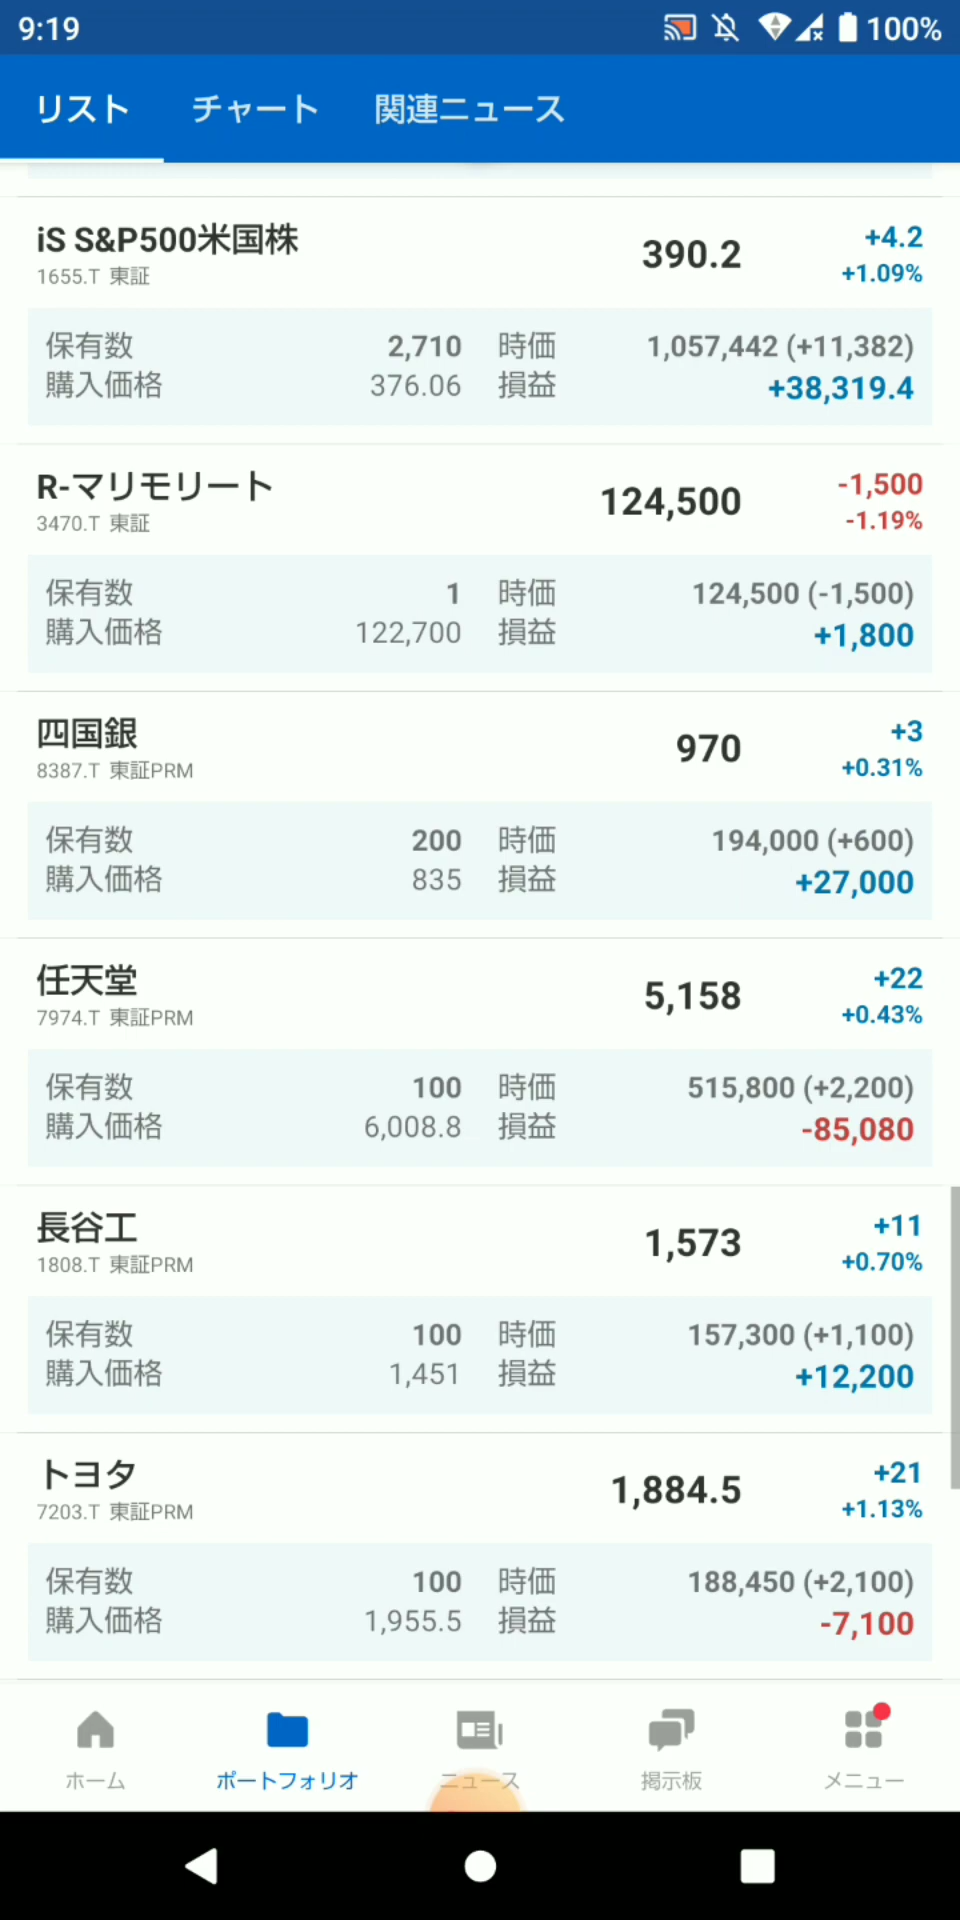 9:19 100%
リスト チャート 関連ニュース
iS S&P500米国株 390.2 +4.2
1655.T 東証 +1.09%
保有数 2,710 時価 1,057,442 (+11,382)
購入価格 376.06 損益 +38,319.4
R-マリモリート 124,500 -1,500
3470.T 東証 -1.19%
保有数 1 時価 124,500 (-1,500)
購入価格 122,700 損益 +1,800
四国銀 970 +3
8387.T 東証PRM +0.31%
保有数 200 時価 194,000 (+600)
購入価格 835 損益 +27,000
任天堂 5,158 +22
7974.T 東証PRM +0.43%
保有数 100 時価 515,800 (+2,200)
購入価格 6,008.8 損益 -85,080
長谷工 1,573 +11
1808.T 東証PRM +0.70%
保有数 100 時価 157,300 (+1,100)
購入価格 1,451 損益 +12,200
トヨタ 1,884.5 +21
7203.T 東証PRM +1.13%
保有数 100 時価 188,450 (+2,100)
購入価格 1,955.5 損益 -7,100
ホーム ポートフォリオ ニュース 掲示板 メニュー